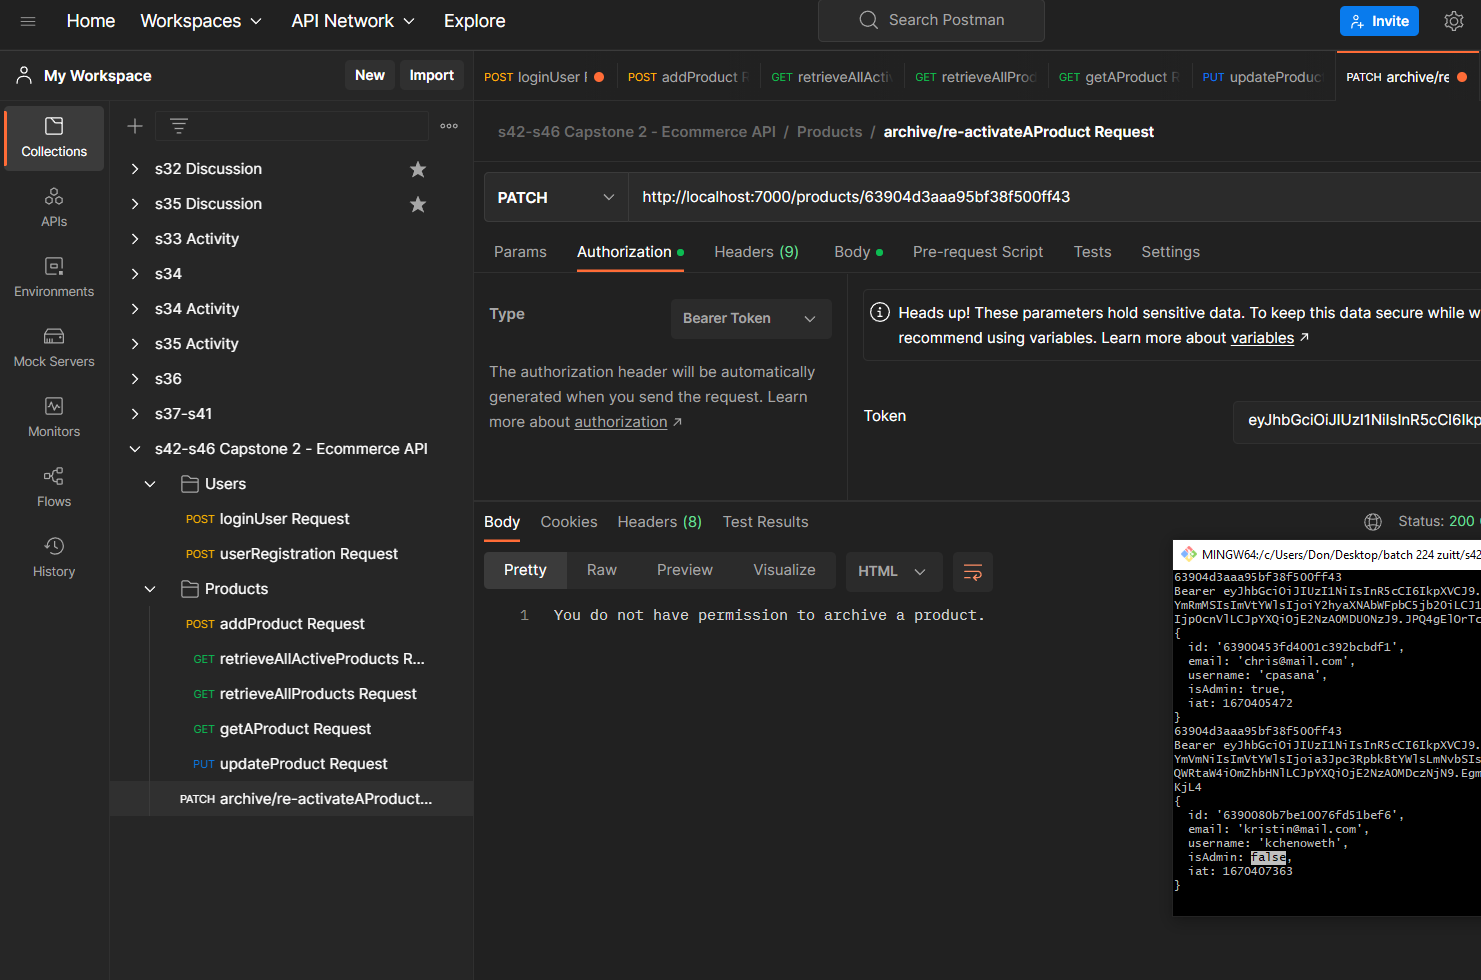 Home Workspaces API Network Explore Search Postman Invite
My Workspace New Import
POST loginUser POST addProduct GET retrieveAllActiv GET retrieveAllProd GET getAProduct PUT updateProduc PATCH archive/re
Collections
APIs
Environments
Mock Servers
Monitors
Flows
History
s32 Discussion
s35 Discussion
s33 Activity
s34
s34 Activity
s35 Activity
s36
s37-s41
s42-s46 Capstone 2 - Ecommerce API
Users
POST loginUser Request
POST userRegistration Request
Products
POST addProduct Request
GET retrieveAllActiveProducts R...
GET retrieveAllProducts Request
GET getAProduct Request
PUT updateProduct Request
PATCH archive/re-activateAProduct...
s42-s46 Capstone 2 - Ecommerce API / Products / archive/re-activateAProduct Request
PATCH http://localhost:7000/products/63904d3aaa95bf38f500ff43
Params Authorization Headers (9) Body Pre-request Script Tests Settings
Type Bearer Token
The authorization header will be automatically
generated when you send the request. Learn
more about authorization ↗
Heads up! These parameters hold sensitive data. To keep this data secure while w
recommend using variables. Learn more about variables ↗
Token
Body Cookies Headers (8) Test Results Status: 200
Pretty Raw Preview Visualize HTML
1 You do not have permission to archive a product.
MINGW64:/c/Users/Don/Desktop/batch 224 zuitt/s42
63904d3aaa95bf38f500ff43
Bearer eyJhbGciOiJIUzI1NiIsInR5cCI6IkpXVCJ9.
{
id: '63900453fd4001c392bcbdf1',
email: 'chris@mail.com',
username: 'cpasana',
isAdmin: true,
iat: 1670405472
}
63904d3aaa95bf38f500ff43
Bearer eyJhbGciOiJIUzI1NiIsInR5cCI6IkpXVCJ9.
KjL4
{
id: '6390080b7be10076fd51bef6',
email: 'kristin@mail.com',
username: 'kchenoweth',
isAdmin: false,
iat: 1670407363
}